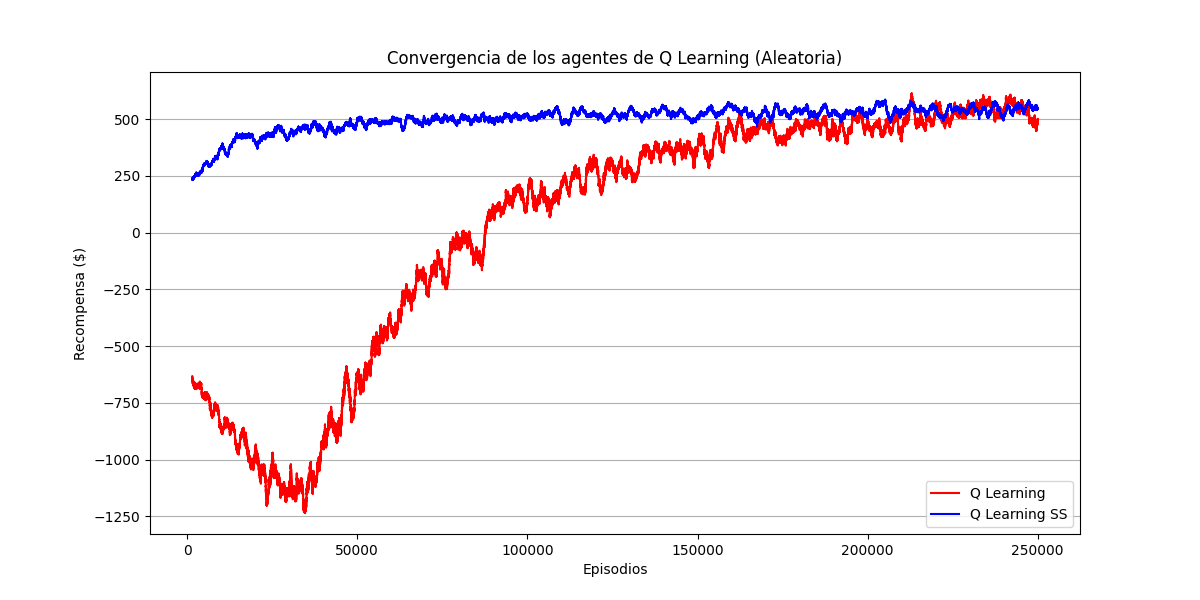 Convergencia de los agentes de Q Learning (Aleatoria)
Recompensa ($)
500
250
0
−250
−500
−750
−1000
−1250
0
50000
100000
150000
200000
250000
Episodios
Q Learning
Q Learning SS